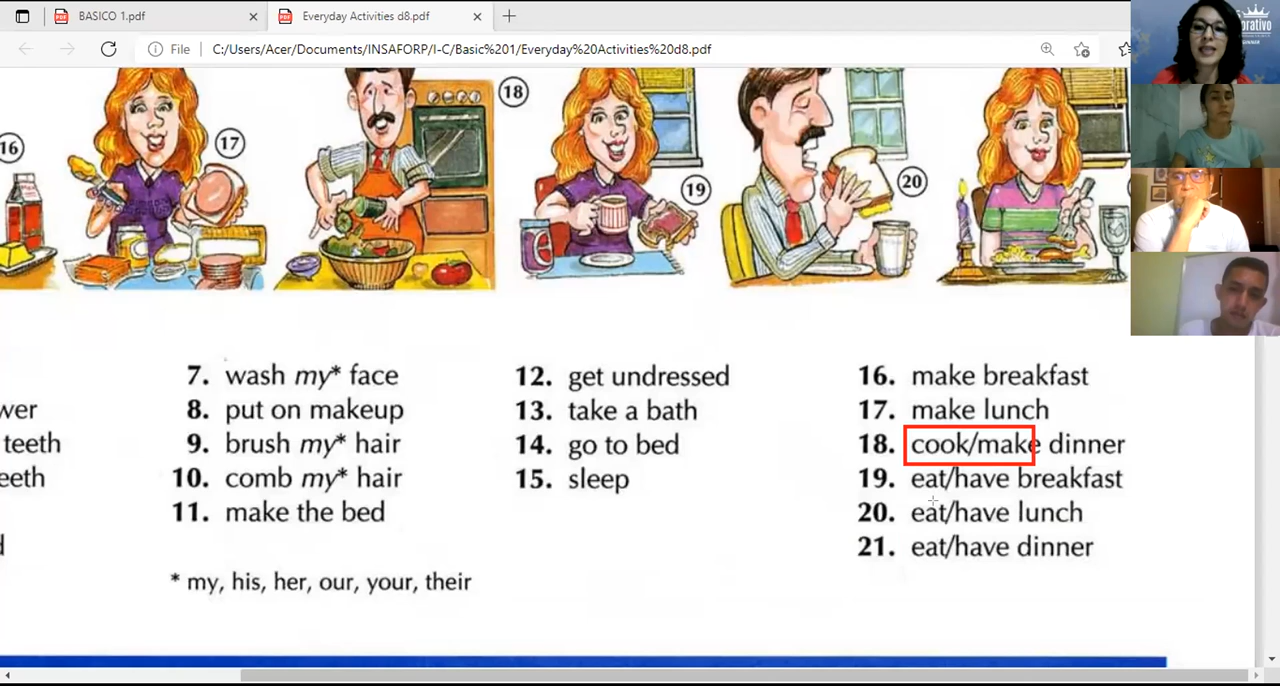 BASICO 1.pdf
Everyday Activities d8.pdf
File
C:/Users/Acer/Documents/INSAFORP/I-C/Basic%201/Everyday%20Activities%20d8.pdf
16
17
18
19
20
wer
teeth
eeth
d
7. wash my* face
8. put on makeup
9. brush my* hair
10. comb my* hair
11. make the bed
* my, his, her, our, your, their
12. get undressed
13. take a bath
14. go to bed
15. sleep
16. make breakfast
17. make lunch
18. cook/make dinner
19. eat/have breakfast
20. eat/have lunch
21. eat/have dinner